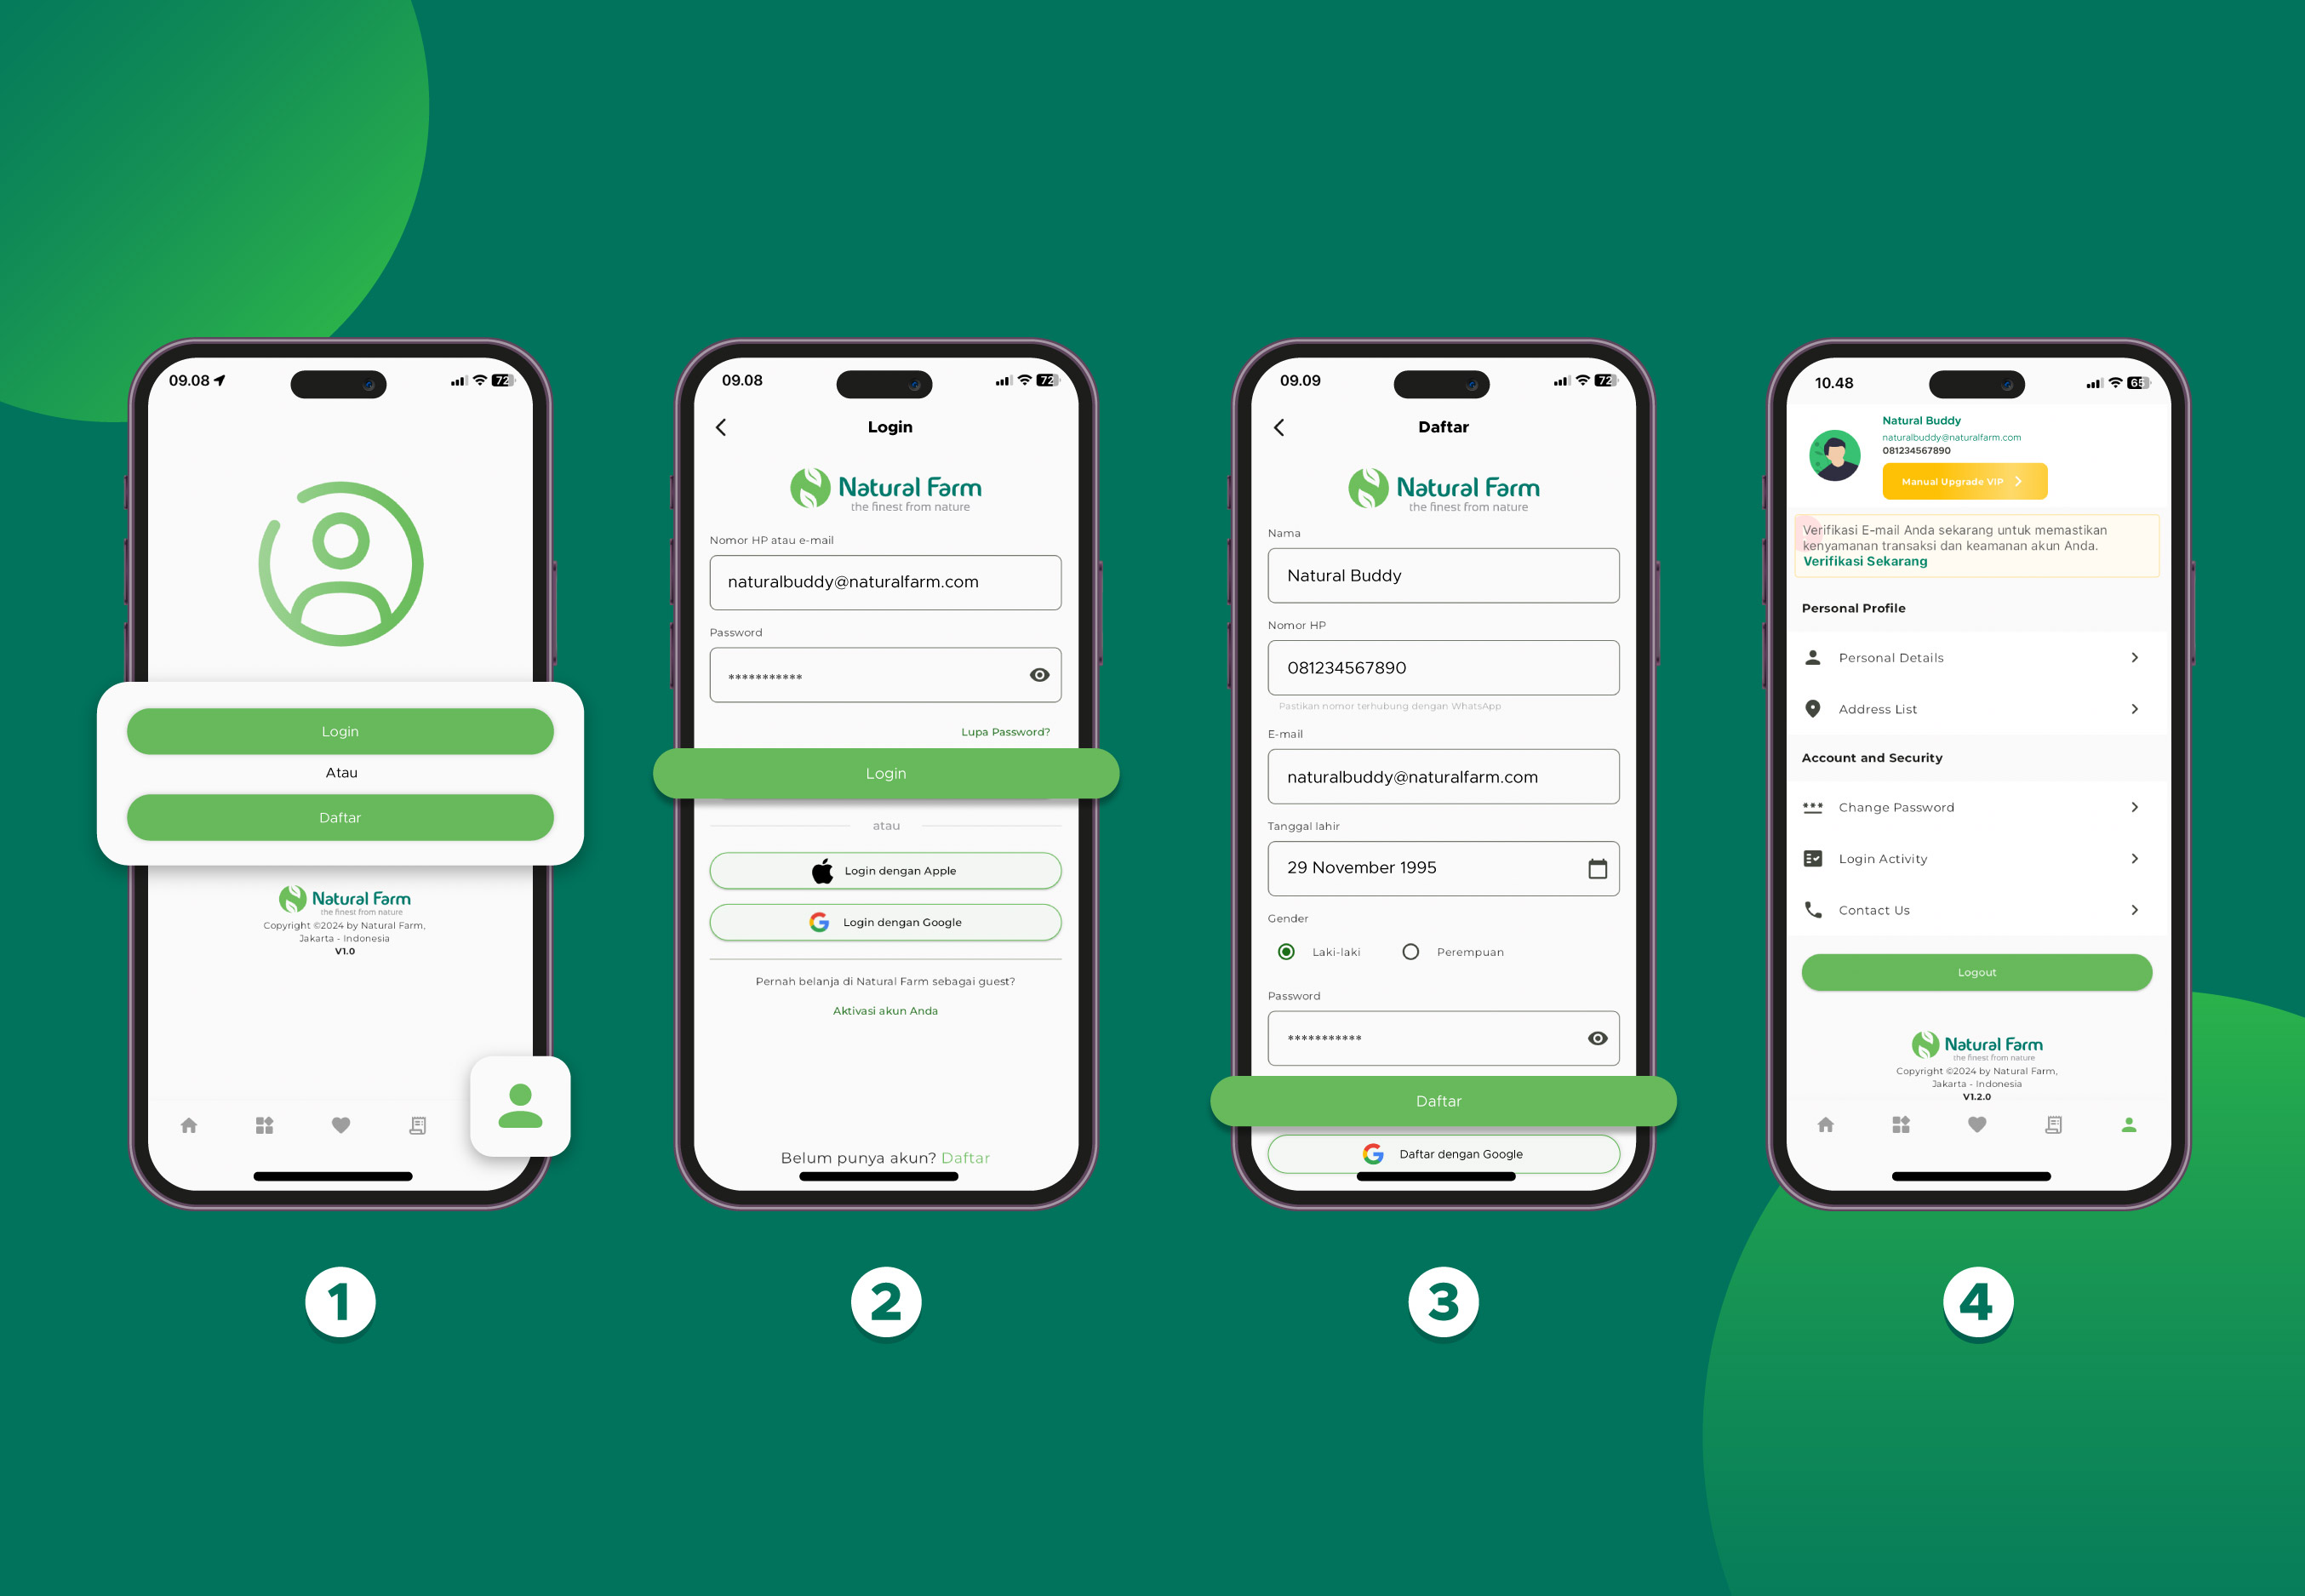 09.08
72
Login
Atau
Daftar
Natural Farm
the finest from nature
Copyright ©2024 by Natural Farm,
Jakarta - Indonesia
V1.0
1
09.08
72
Login
Natural Farm
the finest from nature
Nomor HP atau e-mail
naturalbuddy@naturalfarm.com
Password
***********
Lupa Password?
Login
atau
Login dengan Apple
Login dengan Google
Pernah belanja di Natural Farm sebagai guest?
Aktivasi akun Anda
Belum punya akun? Daftar
2
09.09
72
Daftar
Natural Farm
the finest from nature
Nama
Natural Buddy
Nomor HP
081234567890
Pastikan nomor terhubung dengan WhatsApp
E-mail
naturalbuddy@naturalfarm.com
Tanggal lahir
29 November 1995
Gender
Laki-laki Perempuan
Password
***********
Daftar
Daftar dengan Google
3
10.48
65
Natural Buddy
naturalbuddy@naturalfarm.com
081234567890
Manual Upgrade VIP
Verifikasi E-mail Anda sekarang untuk memastikan
kenyamanan transaksi dan keamanan akun Anda.
Verifikasi Sekarang
Personal Profile
Personal Details
Address List
Account and Security
Change Password
Login Activity
Contact Us
Logout
Natural Farm
the finest from nature
Copyright ©2024 by Natural Farm,
Jakarta - Indonesia
V1.2.0
4